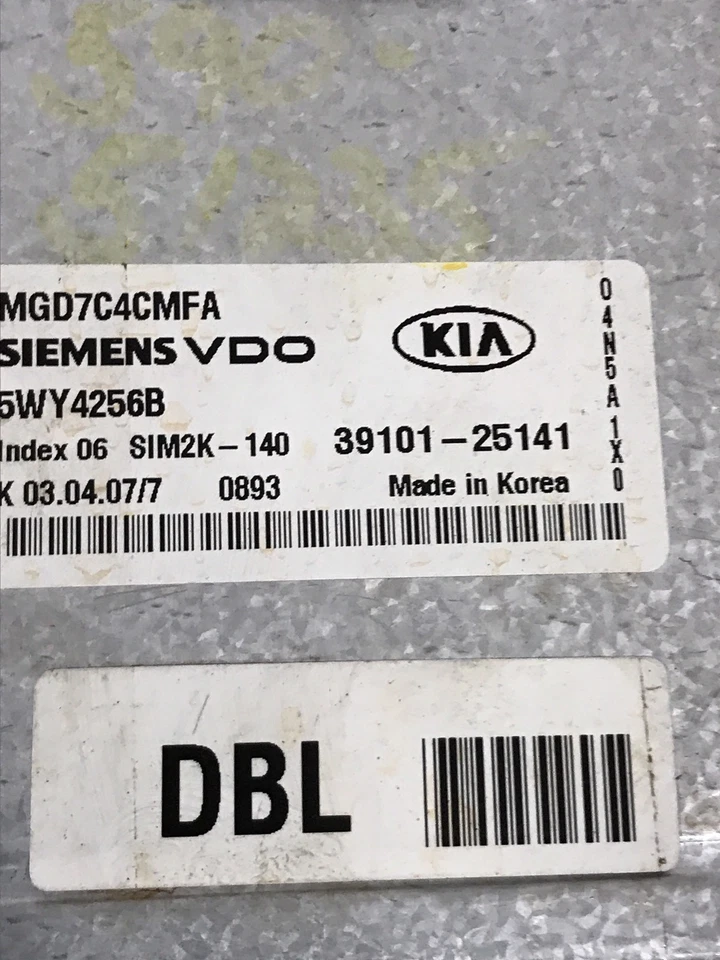 590-
MGD7C4CMFA
SIEMENS VDO
KIA
5WY4256B
Index 06 SIM2K-140 39101-25141
K 03.04.07/7 0893 Made in Korea
04N5A1X0
DBL